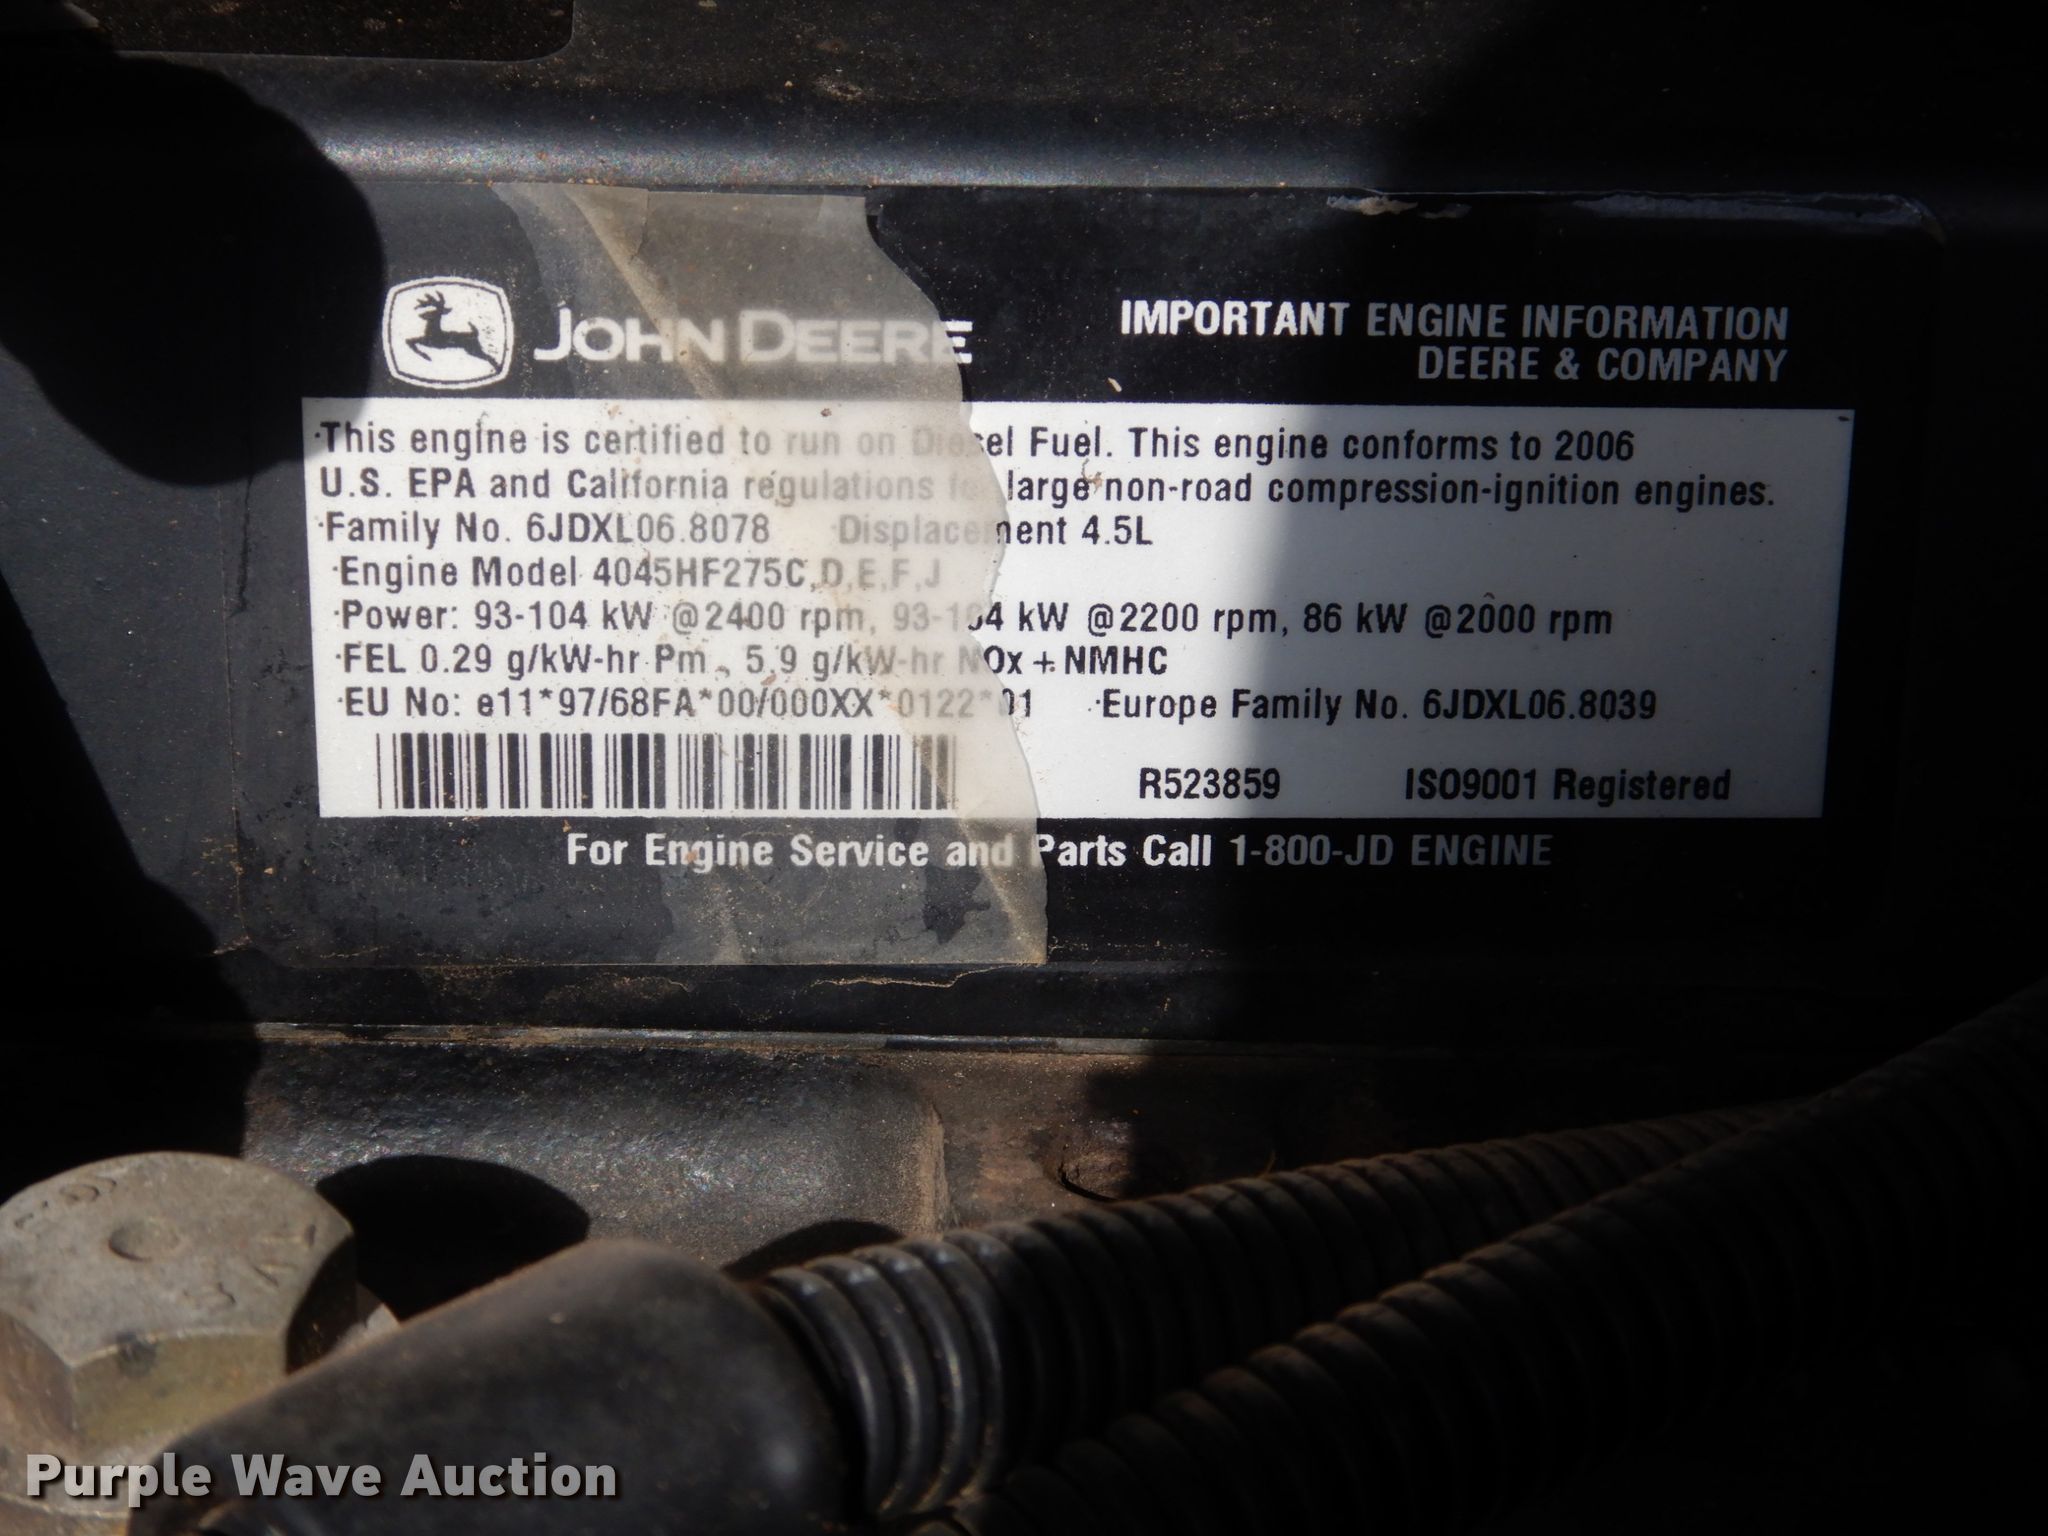 JOHN DEERE
IMPORTANT ENGINE INFORMATION
DEERE & COMPANY
·This engine is certified to run on Diesel Fuel. This engine conforms to 2006
U.S. EPA and California regulations for large non-road compression-ignition engines.
·Family No. 6JDXL06.8078 ·Displacement 4.5L
·Engine Model 4045HF275C,D,E,F,J
·Power: 93-104 kW @2400 rpm, 93-104 kW @2200 rpm, 86 kW @2000 rpm
·FEL 0.29 g/kW-hr Pm , 5.9 g/kW-hr NOx + NMHC
·EU No: e11*97/68FA*00/000XX*0122*01 ·Europe Family No. 6JDXL06.8039
R523859 ISO9001 Registered
For Engine Service and Parts Call 1-800-JD ENGINE
Purple Wave Auction